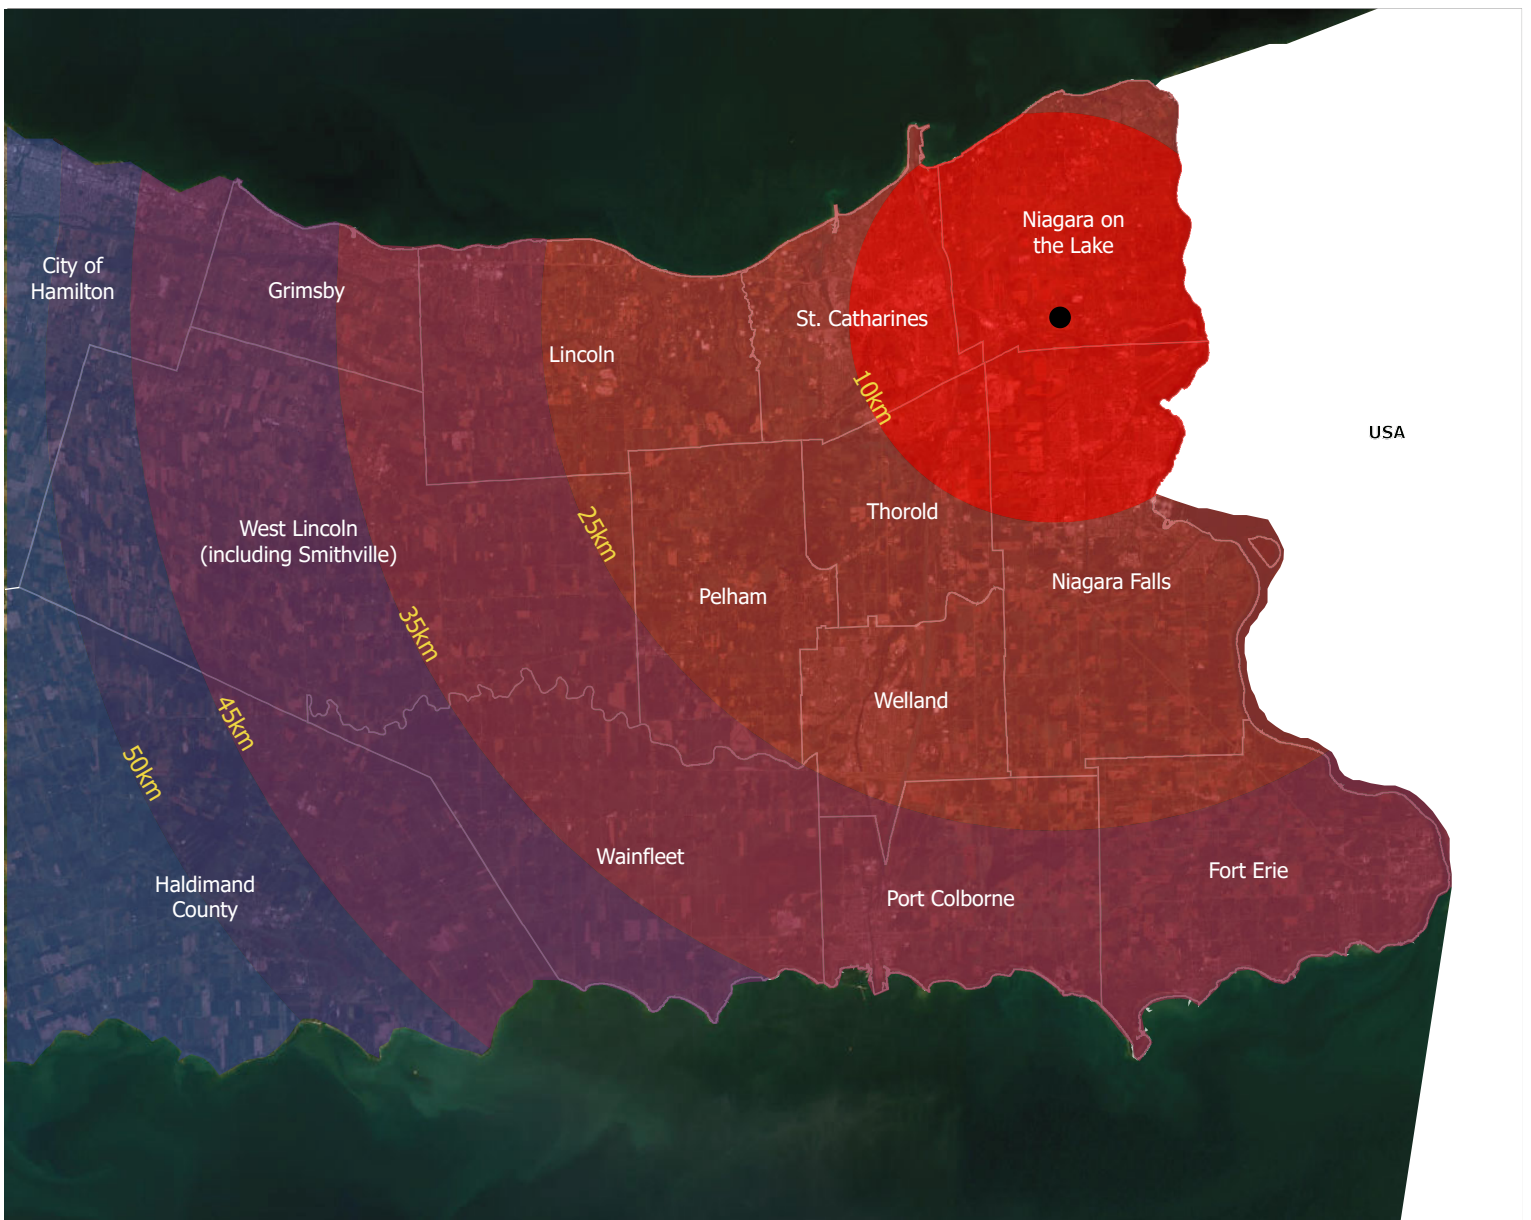 Niagara on
the Lake
City of
Hamilton
Grimsby
St. Catharines
Lincoln
10km
USA
West Lincoln
(including Smithville)
25km
Thorold
Niagara Falls
Pelham
35km
Welland
45km
50km
Wainfleet
Fort Erie
Haldimand
County
Port Colborne